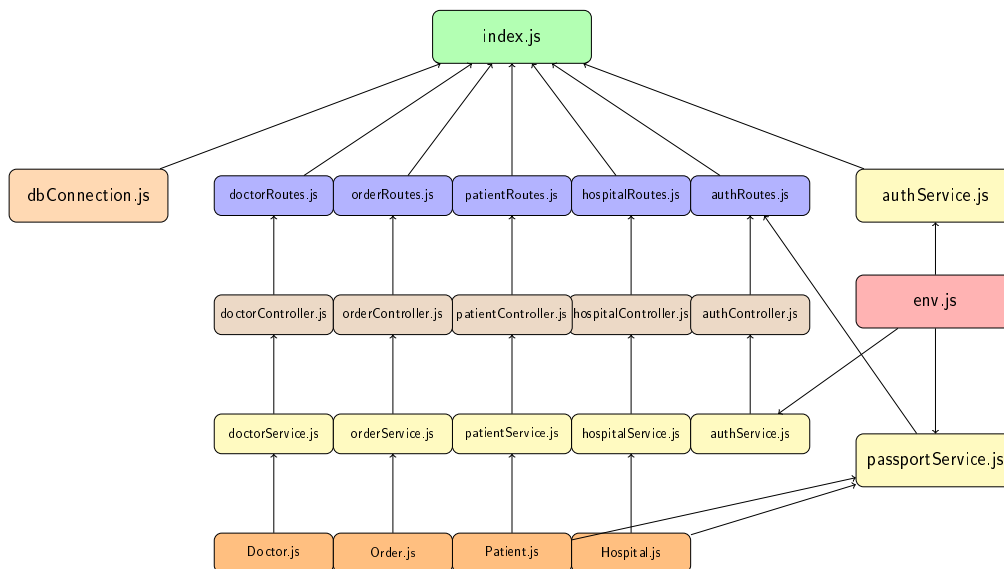 index.js
dbConnection.js
doctorRoutes.js
orderRoutes.js
patientRoutes.js
hospitalRoutes.js
authRoutes.js
authService.js
env.js
doctorController.js
orderController.js
patientController.js
hospitalController.js
authController.js
doctorService.js
orderService.js
patientService.js
hospitalService.js
authService.js
passportService.js
Doctor.js
Order.js
Patient.js
Hospital.js